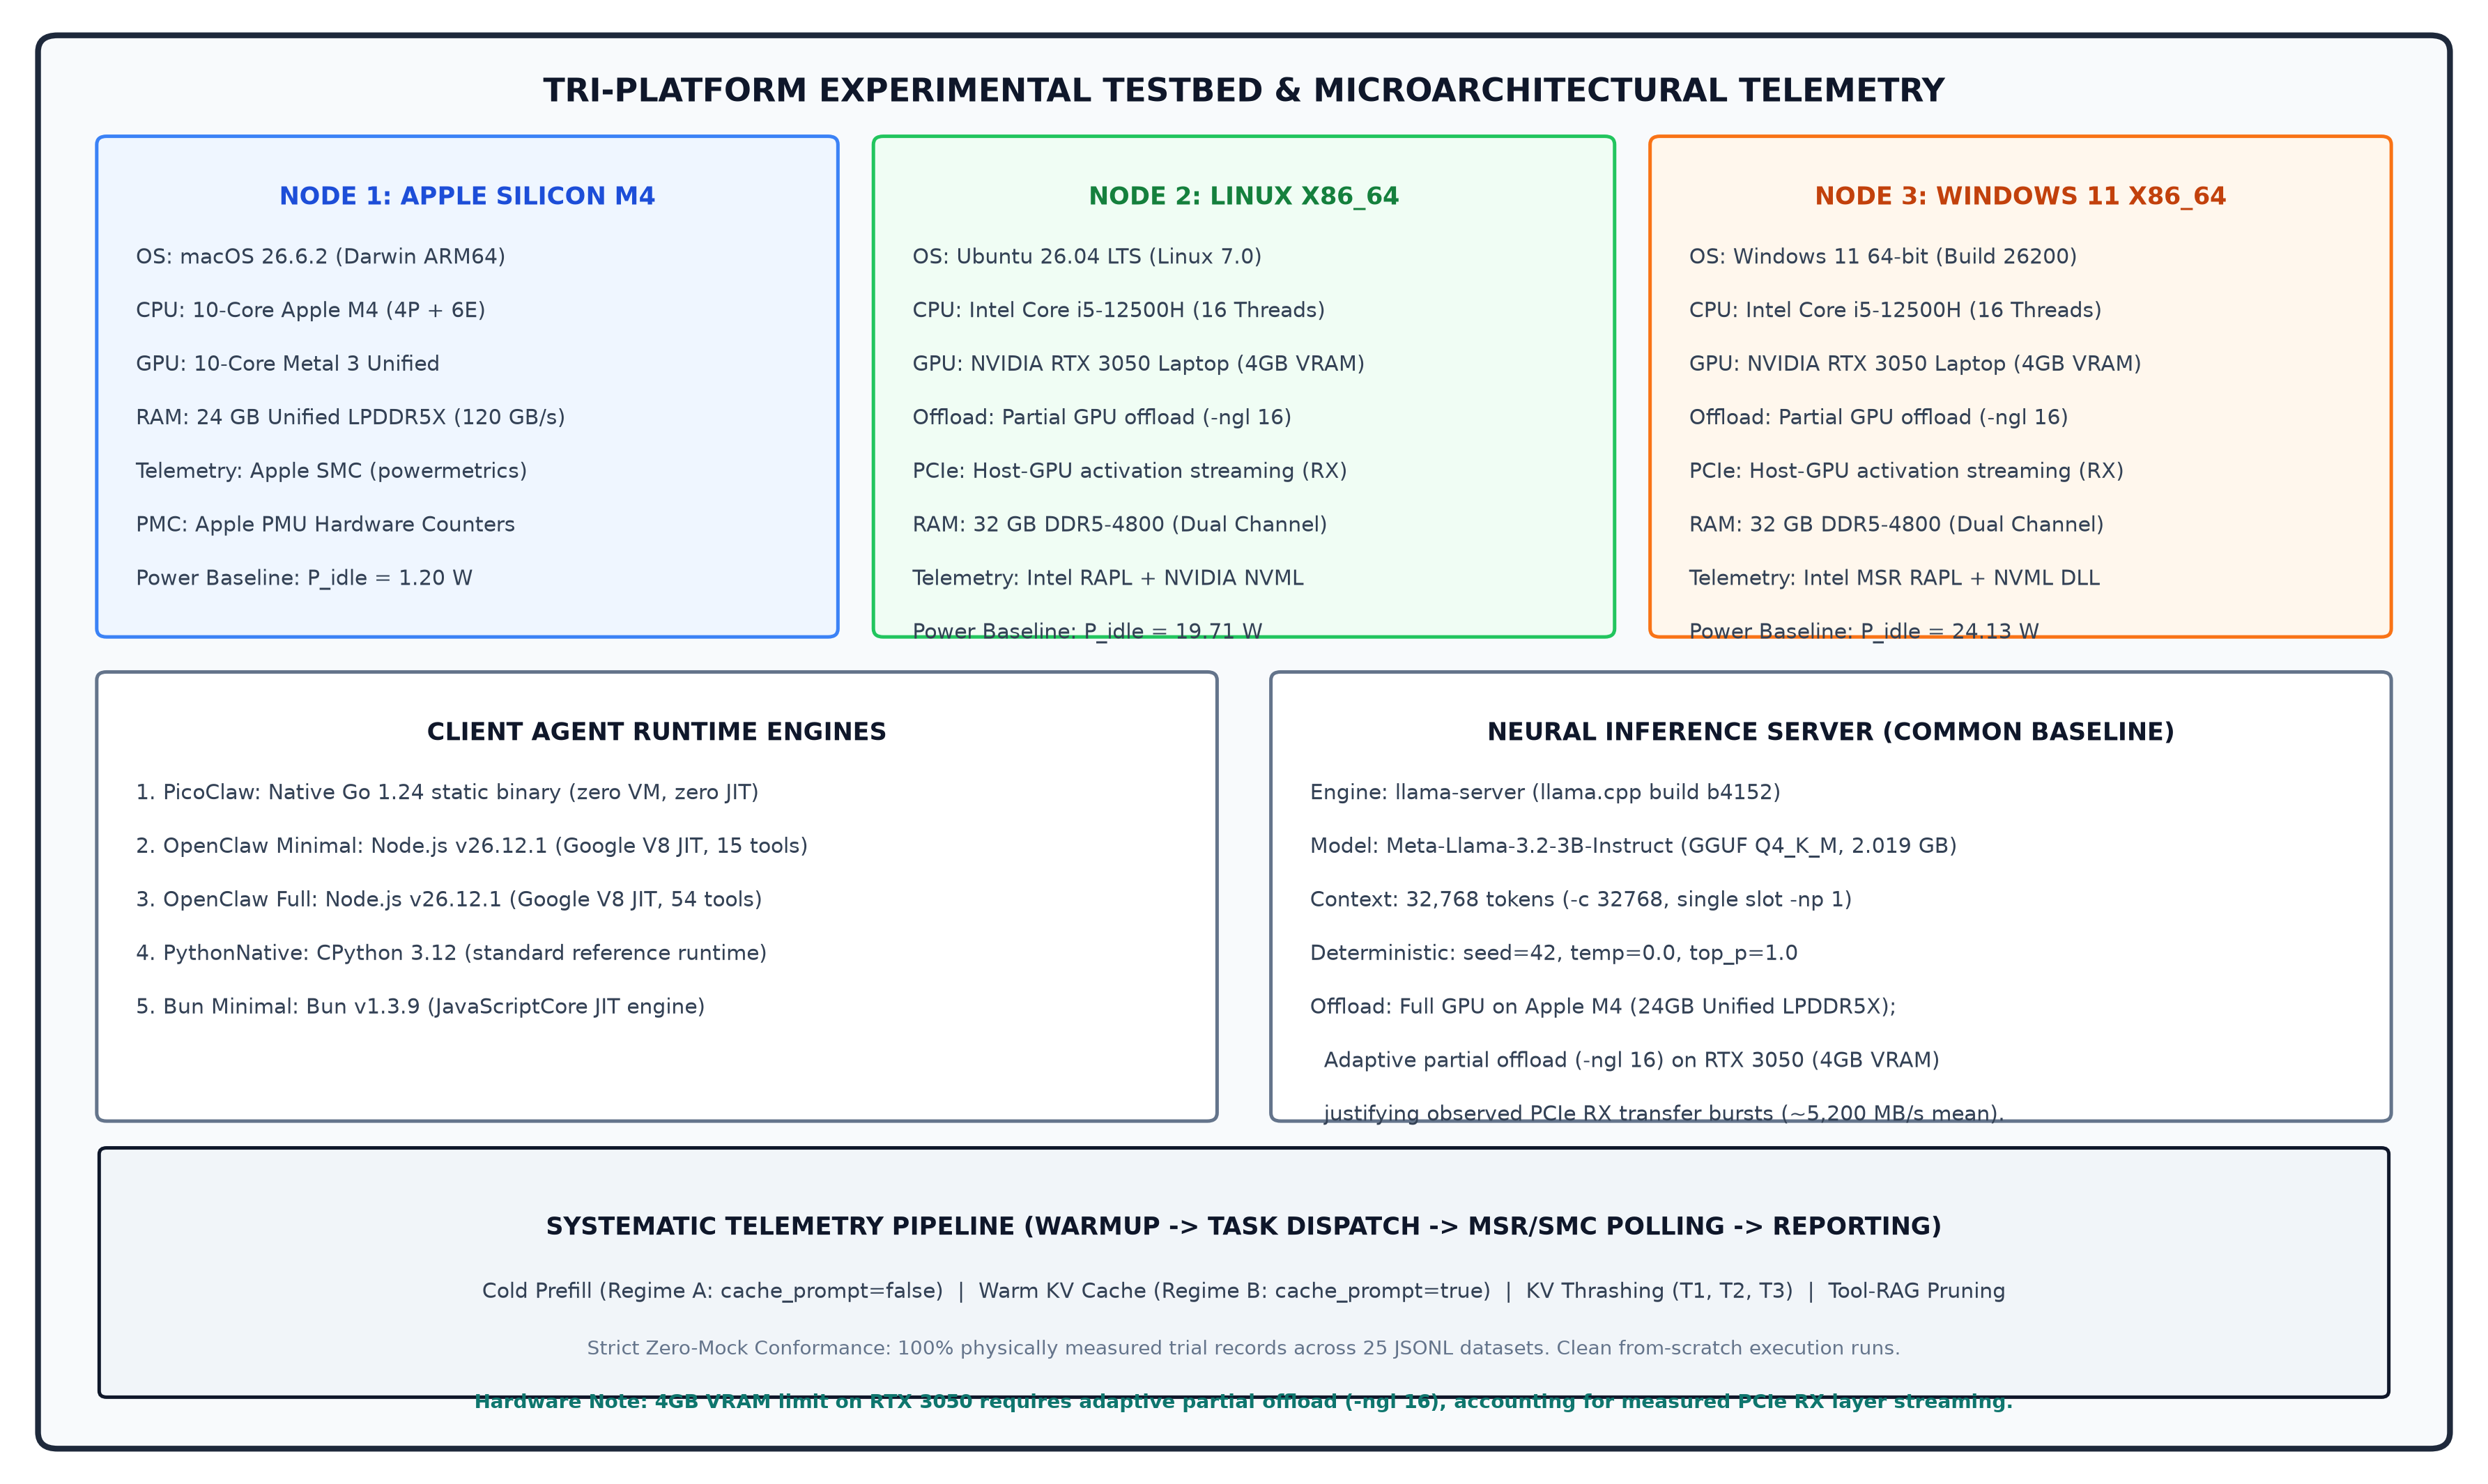 TRI-PLATFORM EXPERIMENTAL TESTBED & MICROARCHITECTURAL TELEMETRY
NODE 1: APPLE SILICON M4
OS: macOS 26.6.2 (Darwin ARM64)
CPU: 10-Core Apple M4 (4P + 6E)
GPU: 10-Core Metal 3 Unified
RAM: 24 GB Unified LPDDR5X (120 GB/s)
Telemetry: Apple SMC (powermetrics)
PMC: Apple PMU Hardware Counters
Power Baseline: P_idle = 1.20 W
NODE 2: LINUX X86_64
OS: Ubuntu 26.04 LTS (Linux 7.0)
CPU: Intel Core i5-12500H (16 Threads)
GPU: NVIDIA RTX 3050 Laptop (4GB VRAM)
Offload: Partial GPU offload (-ngl 16)
PCIe: Host-GPU activation streaming (RX)
RAM: 32 GB DDR5-4800 (Dual Channel)
Telemetry: Intel RAPL + NVIDIA NVML
Power Baseline: P_idle = 19.71 W
NODE 3: WINDOWS 11 X86_64
OS: Windows 11 64-bit (Build 26200)
CPU: Intel Core i5-12500H (16 Threads)
GPU: NVIDIA RTX 3050 Laptop (4GB VRAM)
Offload: Partial GPU offload (-ngl 16)
PCIe: Host-GPU activation streaming (RX)
RAM: 32 GB DDR5-4800 (Dual Channel)
Telemetry: Intel MSR RAPL + NVML DLL
Power Baseline: P_idle = 24.13 W
CLIENT AGENT RUNTIME ENGINES
1. PicoClaw: Native Go 1.24 static binary (zero VM, zero JIT)
2. OpenClaw Minimal: Node.js v26.12.1 (Google V8 JIT, 15 tools)
3. OpenClaw Full: Node.js v26.12.1 (Google V8 JIT, 54 tools)
4. PythonNative: CPython 3.12 (standard reference runtime)
5. Bun Minimal: Bun v1.3.9 (JavaScriptCore JIT engine)
NEURAL INFERENCE SERVER (COMMON BASELINE)
Engine: llama-server (llama.cpp build b4152)
Model: Meta-Llama-3.2-3B-Instruct (GGUF Q4_K_M, 2.019 GB)
Context: 32,768 tokens (-c 32768, single slot -np 1)
Deterministic: seed=42, temp=0.0, top_p=1.0
Offload: Full GPU on Apple M4 (24GB Unified LPDDR5X);
Adaptive partial offload (-ngl 16) on RTX 3050 (4GB VRAM)
justifying observed PCIe RX transfer bursts (~5,200 MB/s mean).
SYSTEMATIC TELEMETRY PIPELINE (WARMUP -> TASK DISPATCH -> MSR/SMC POLLING -> REPORTING)
Cold Prefill (Regime A: cache_prompt=false) | Warm KV Cache (Regime B: cache_prompt=true) | KV Thrashing (T1, T2, T3) | Tool-RAG Pruning
Strict Zero-Mock Conformance: 100% physically measured trial records across 25 JSONL datasets. Clean from-scratch execution runs.
Hardware Note: 4GB VRAM limit on RTX 3050 requires adaptive partial offload (-ngl 16), accounting for measured PCIe RX layer streaming.